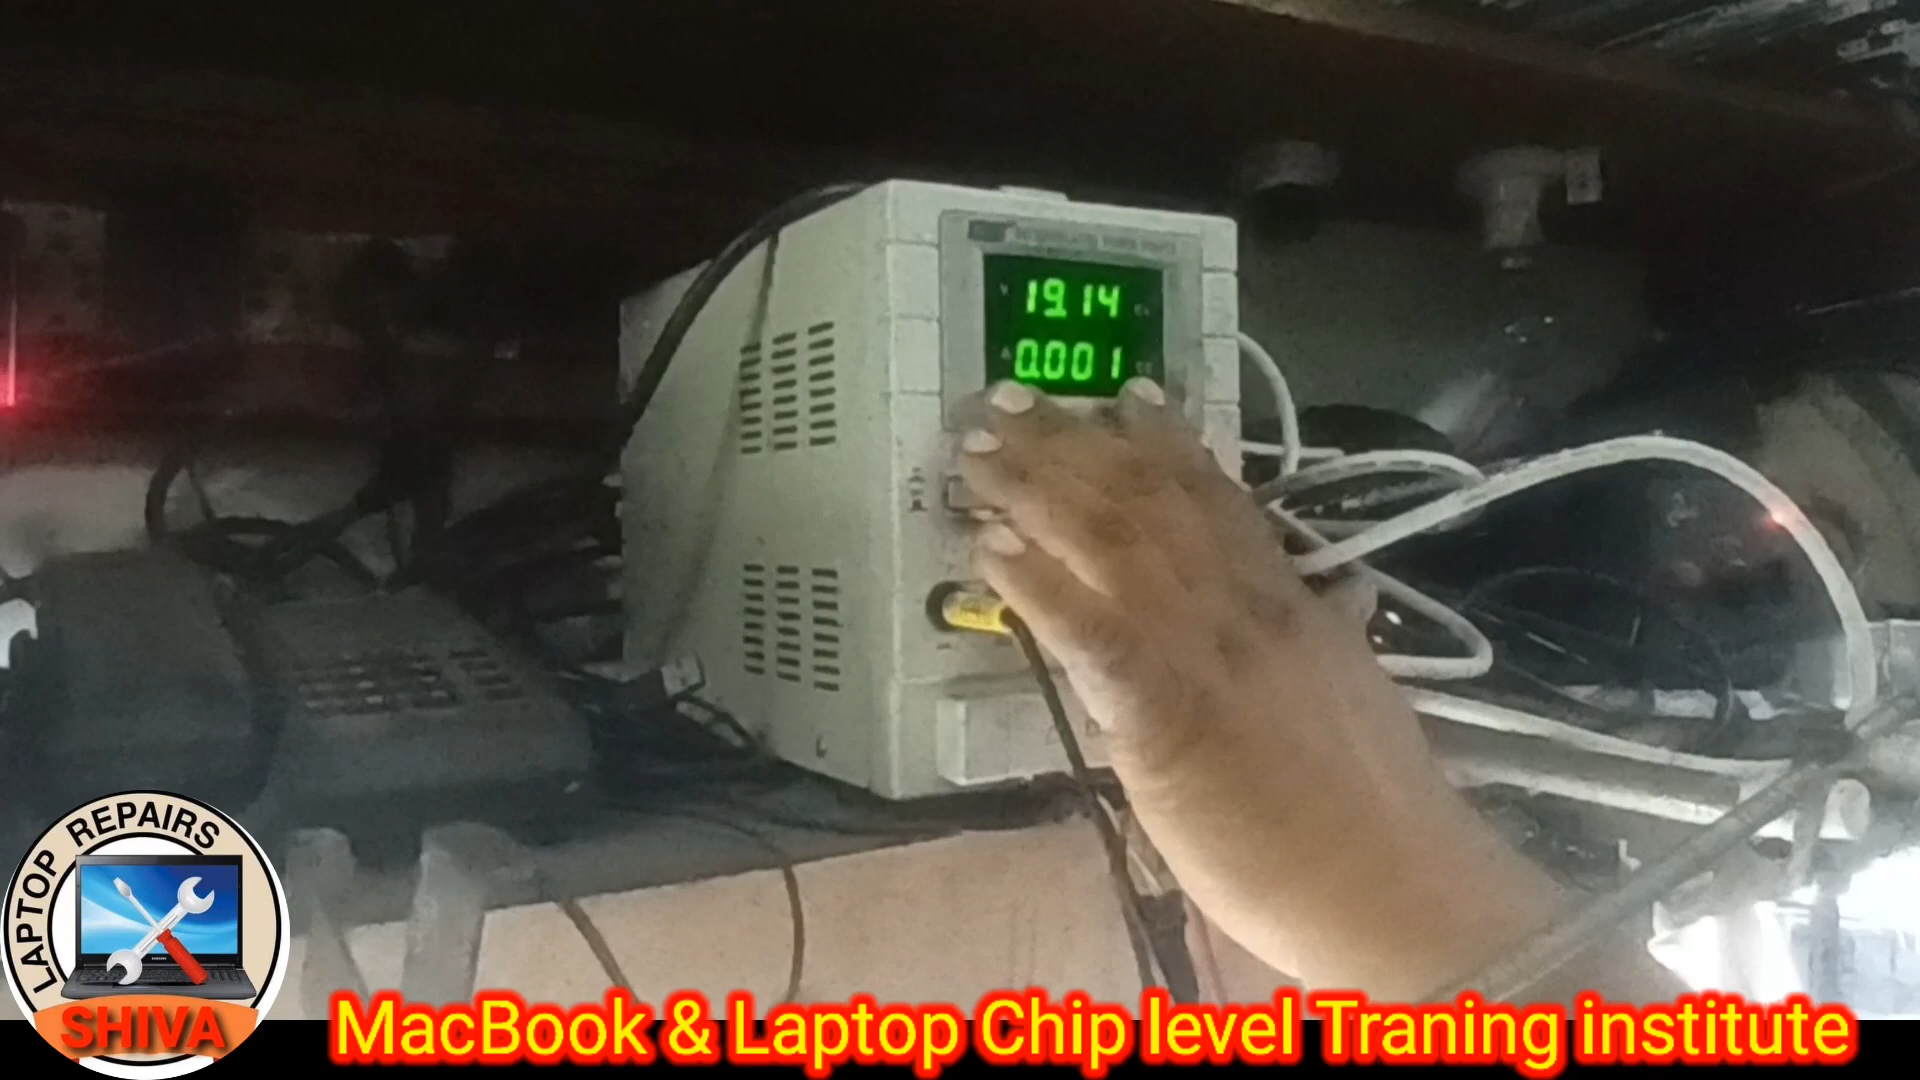 19.14
0.001
LAPTOP REPAIRS
SHIVA
MacBook & Laptop Chip level Traning institute